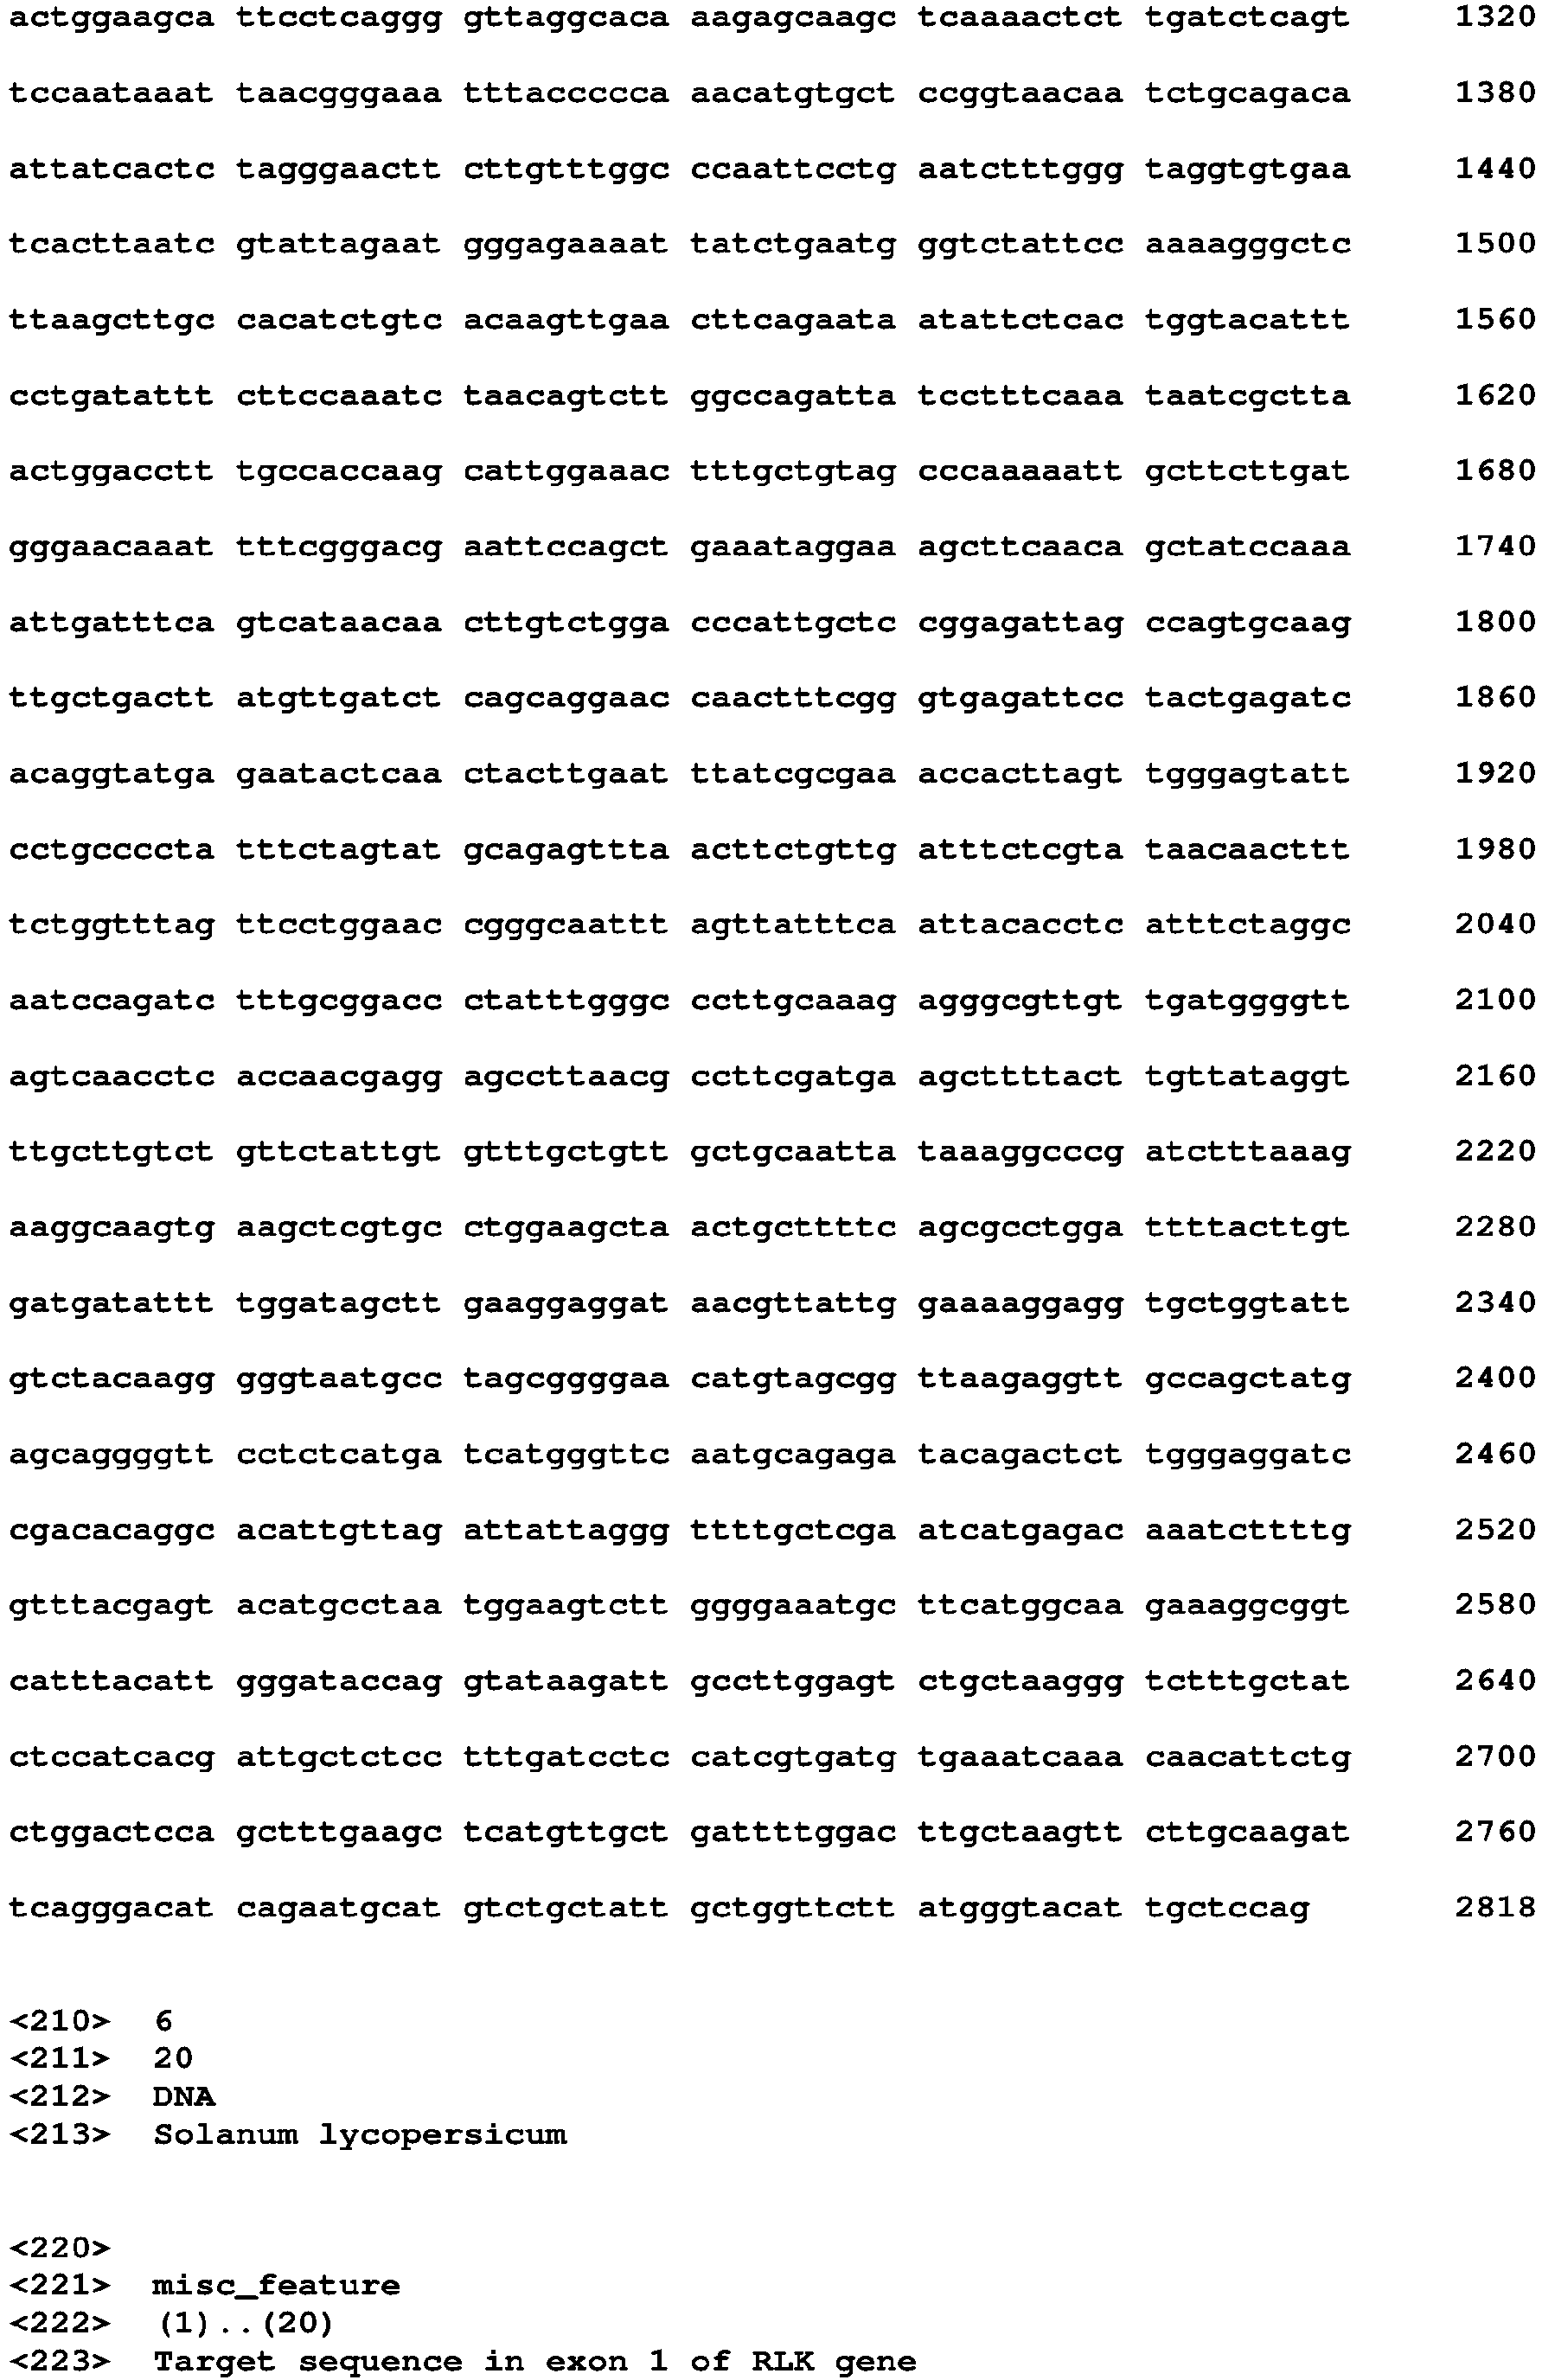 actggaagca ttcctcaggg gttaggcaca aagagcaagc tcaaaactct tgatctcagt 1320
tccaataaat taacgggaaa tttaccccca aacatgtgct ccggtaacaa tctgcagaca 1380
attatcactc tagggaactt cttgtttggc ccaattcctg aatctttggg taggtgtgaa 1440
tcacttaatc gtattagaat gggagaaaat tatctgaatg ggtctattcc aaaagggctc 1500
ttaagcttgc cacatctgtc acaagttgaa cttcagaata atattctcac tggtacattt 1560
cctgatattt cttccaaatc taacagtctt ggccagatta tcctttcaaa taatcgctta 1620
actggacctt tgccaccaag cattggaaac tttgctgtag cccaaaaatt gcttcttgat 1680
gggaacaaat tttcgggacg aattccagct gaaataggaa agcttcaaca gctatccaaa 1740
attgatttca gtcataacaa cttgtctgga cccattgctc cggagattag ccagtgcaag 1800
ttgctgactt atgttgatct cagcaggaac caactttcgg gtgagattcc tactgagatc 1860
acaggtatga gaatactcaa ctacttgaat ttatcgcgaa accacttagt tgggagtatt 1920
cctgccccta tttctagtat gcagagttta acttctgttg atttctcgta taacaacttt 1980
tctggtttag ttcctggaac cgggcaattt agttatttca attacacctc atttctaggc 2040
aatccagatc tttgcggacc ctatttgggc ccttgcaaag agggcgttgt tgatggggtt 2100
agtcaacctc accaacgagg agccttaacg ccttcgatga agcttttact tgttataggt 2160
ttgcttgtct gttctattgt gtttgctgtt gctgcaatta taaaggcccg atctttaaag 2220
aaggcaagtg aagctcgtgc ctggaagcta actgcttttc agcgcctgga ttttacttgt 2280
gatgatattt tggatagctt gaaggaggat aacgttattg gaaaaggagg tgctggtatt 2340
gtctacaagg gggtaatgcc tagcggggaa catgtagcgg ttaagaggtt gccagctatg 2400
agcaggggtt cctctcatga tcatgggttc aatgcagaga tacagactct tgggaggatc 2460
cgacacaggc acattgttag attattaggg ttttgctcga atcatgagac aaatcttttg 2520
gtttacgagt acatgcctaa tggaagtctt ggggaaatgc ttcatggcaa gaaaggcggt 2580
catttacatt gggataccag gtataagatt gccttggagt ctgctaaggg tctttgctat 2640
ctccatcacg attgctctcc tttgatcctc catcgtgatg tgaaatcaaa caacattctg 2700
ctggactcca gctttgaagc tcatgttgct gattttggac ttgctaagtt cttgcaagat 2760
tcagggacat cagaatgcat gtctgctatt gctggttctt atgggtacat tgctccag 2818
<210> 6
<211> 20
<212> DNA
<213> Solanum lycopersicum
<220>
<221> misc_feature
<222> (1)..(20)
<223> Target sequence in exon 1 of RLK gene